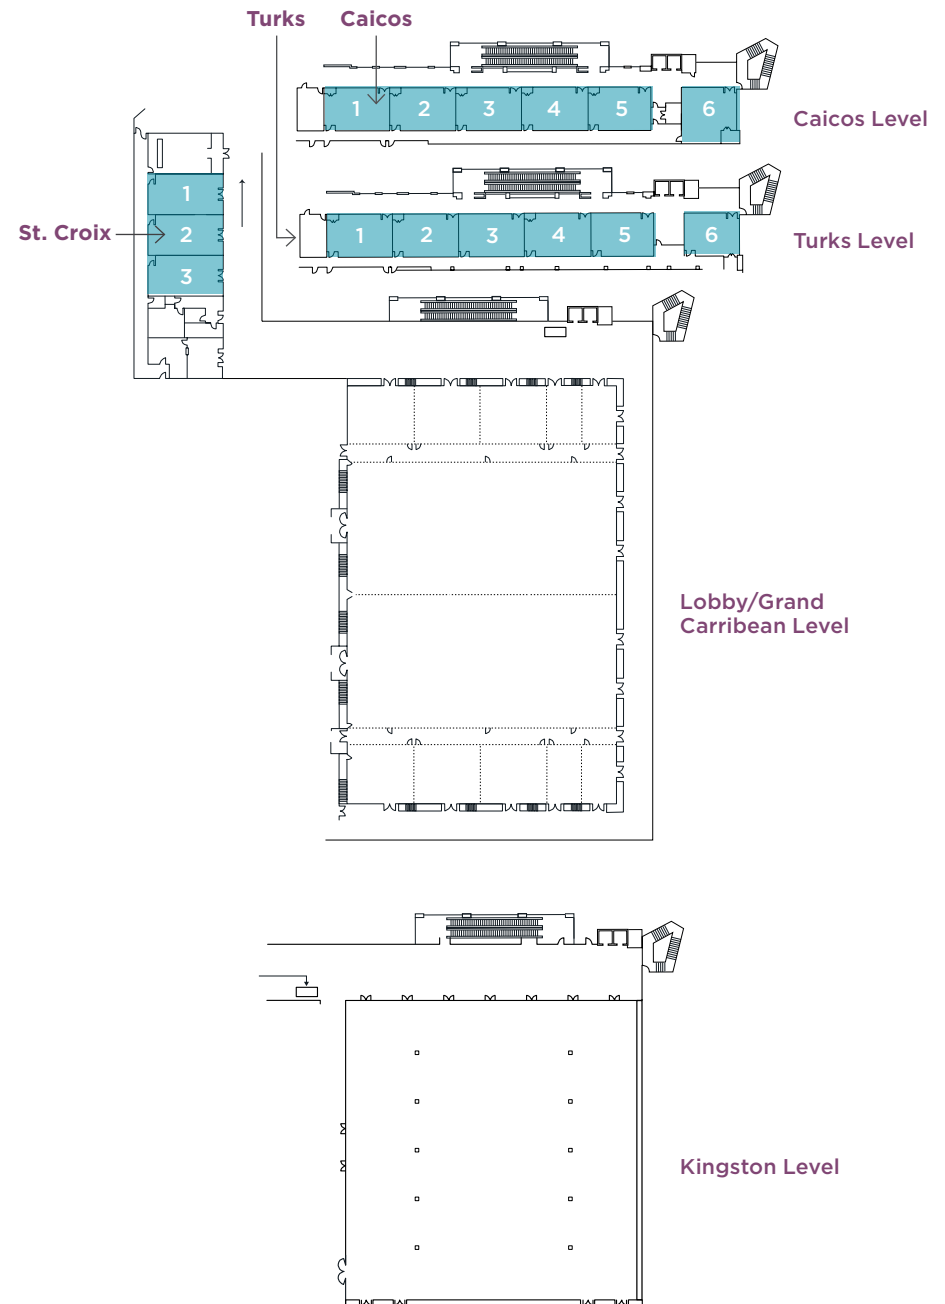 Turks Caicos
1 2 3 4 5 6
Caicos Level
1
St. Croix 2
3
1 2 3 4 5 6
Turks Level
Lobby/Grand
Carribean Level
Kingston Level